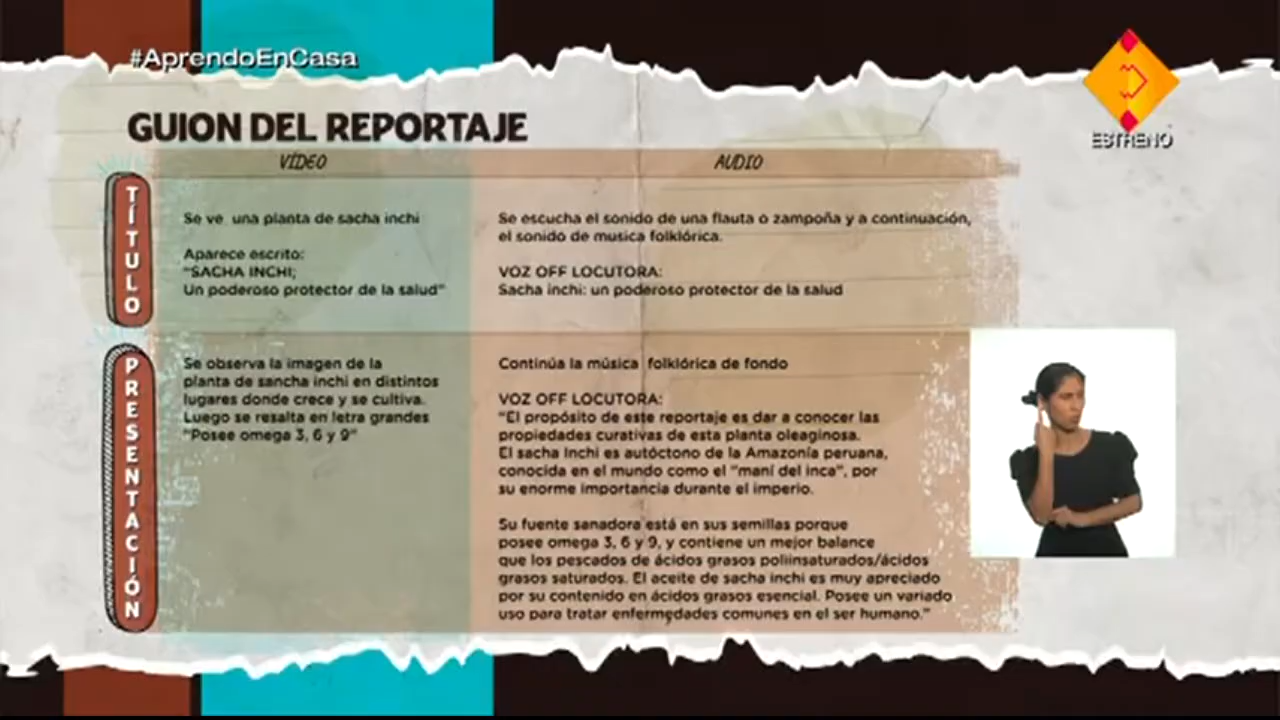 #AprendoEnCasa
ESTRENO
GUION DEL REPORTAJE
VÍDEO
AUDIO
TÍTULO
Se ve una planta de sacha inchi
Aparece escrito:
"SACHA INCHI;
Un poderoso protector de la salud"
Se escucha el sonido de una flauta o zampoña y a continuación,
el sonido de musica folklórica.
VOZ OFF LOCUTORA:
Sacha inchi: un poderoso protector de la salud
PRESENTACIÓN
Se observa la imagen de la
planta de sancha inchi en distintos
lugares donde crece y se cultiva.
Luego se resalta en letra grandes
"Posee omega 3, 6 y 9"
Continúa la música folklórica de fondo
VOZ OFF LOCUTORA:
"El propósito de este reportaje es dar a conocer las
propiedades curativas de esta planta oleaginosa.
El sacha Inchi es autóctono de la Amazonía peruana,
conocida en el mundo como el "maní del inca", por
su enorme importancia durante el imperio.
Su fuente sanadora está en sus semillas porque
posee omega 3, 6 y 9, y contiene un mejor balance
que los pescados de ácidos grasos poliinsaturados/ácidos
grasos saturados. El aceite de sacha inchi es muy apreciado
por su contenido en ácidos grasos esencial. Posee un variado
uso para tratar enfermedades comunes en el ser humano."